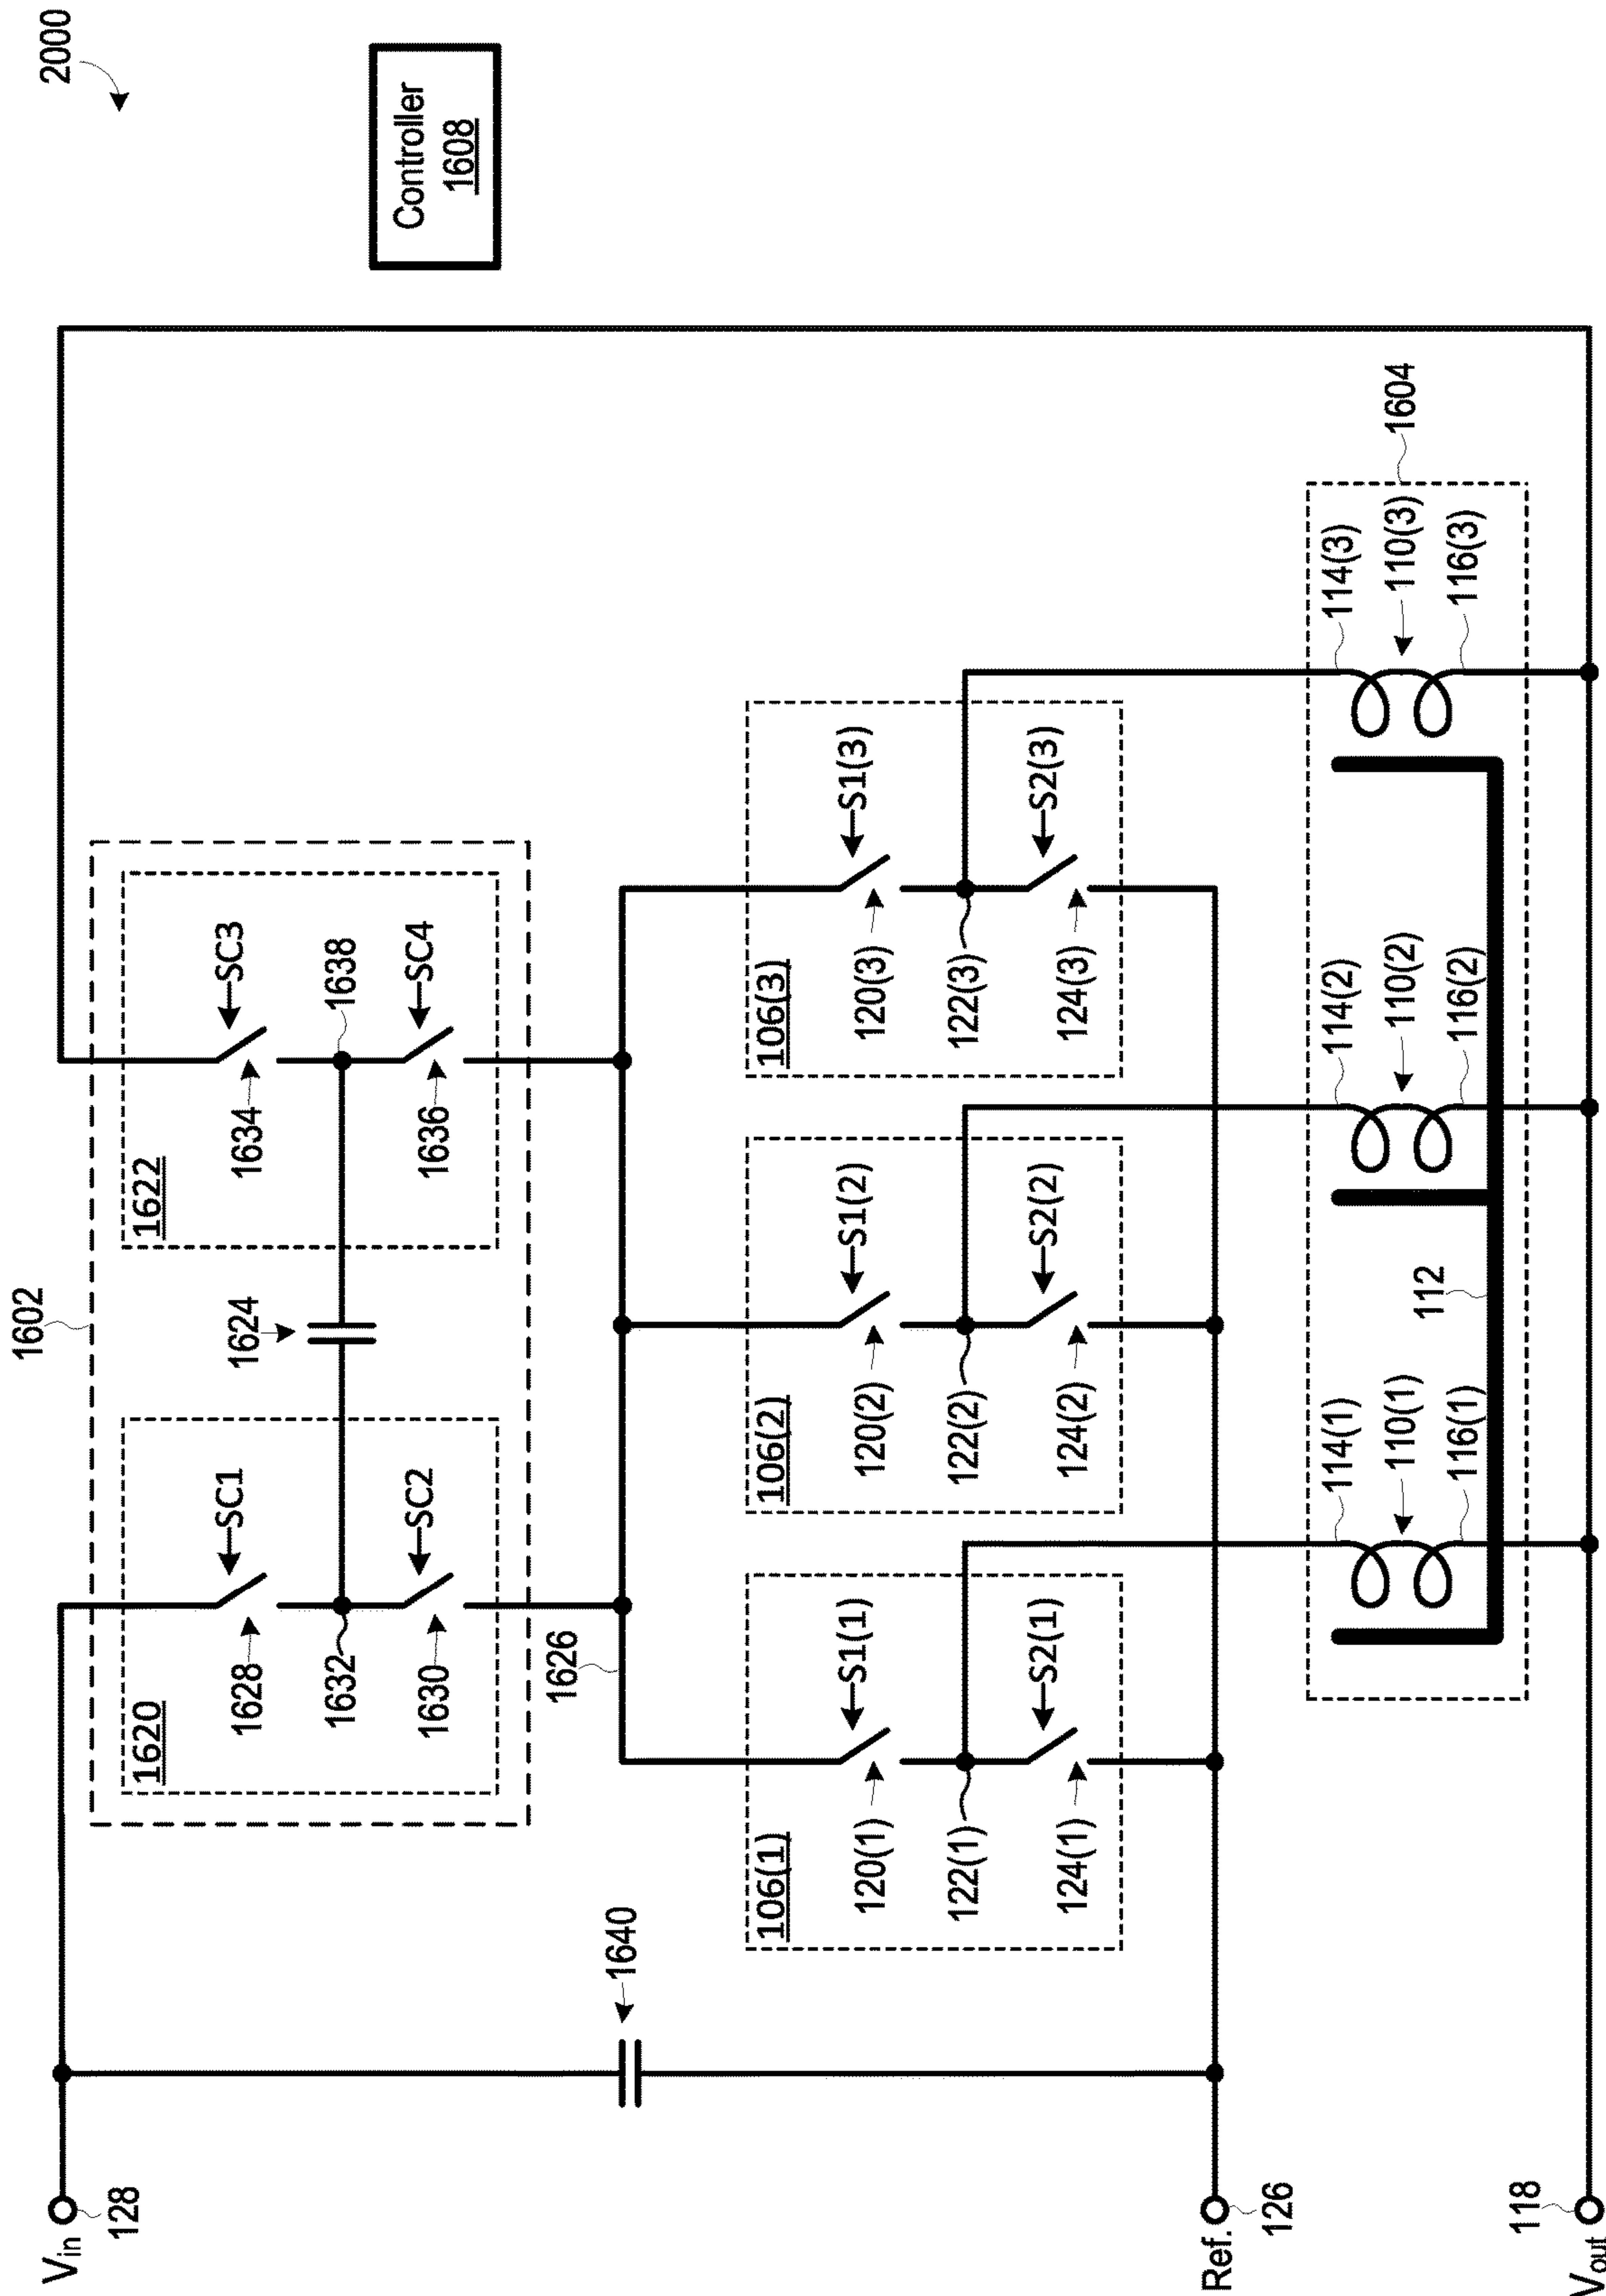 2000
Controller
1608
1602
1620
SC1
1628
1632
SC2
1630
1624
1622
SC3
1634
1638
SC4
1636
1626
1640
106(1)
S1(1)
120(1)
122(1)
S2(1)
124(1)
106(2)
S1(2)
120(2)
122(2)
S2(2)
124(2)
106(3)
S1(3)
120(3)
122(3)
S2(3)
124(3)
1604
114(1)
110(1)
116(1)
112
114(2)
110(2)
116(2)
114(3)
110(3)
116(3)
Vin
128
Ref.
126
118
Vout